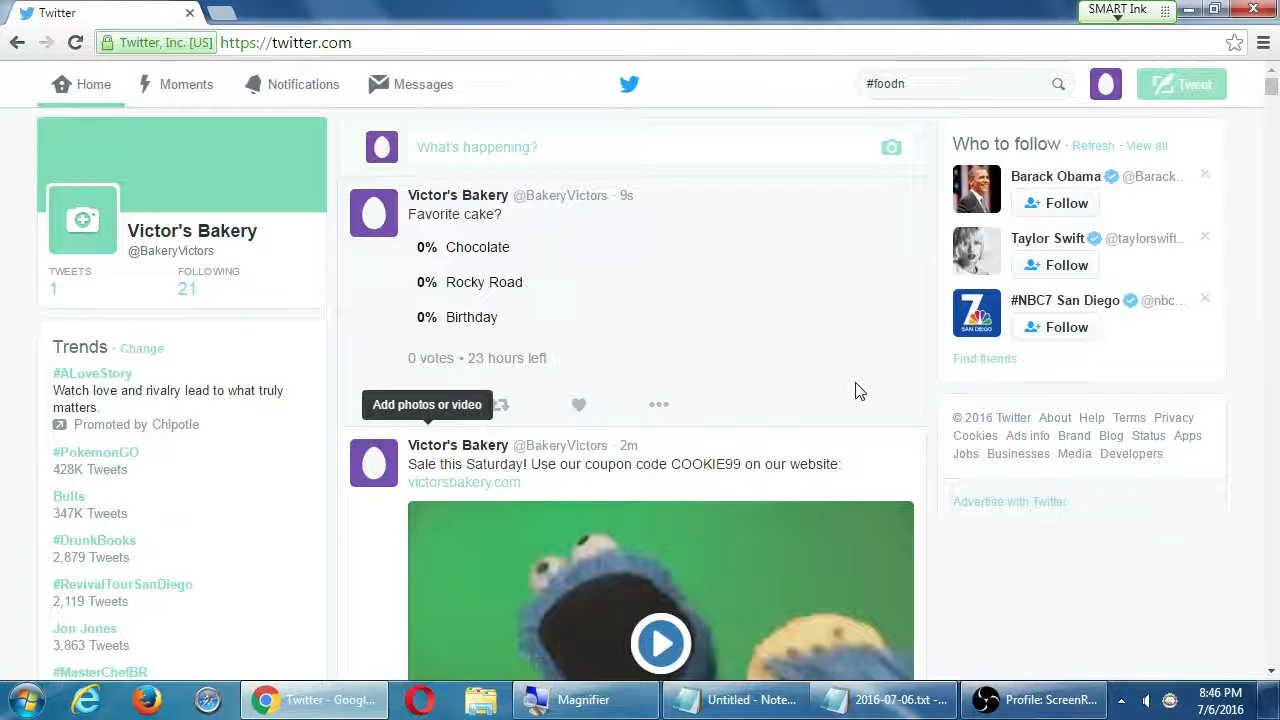 Twitter
SMART Ink
Twitter, Inc. [US]
https://twitter.com
Home
Moments
Notifications
Messages
#foodn
Tweet
Victor's Bakery
@BakeryVictors
TWEETS
FOLLOWING
1
21
Trends · Change
#ALoveStory
Watch love and rivalry lead to what truly
matters.
Promoted by Chipotle
#PokemonGO
428K Tweets
Bulls
347K Tweets
#DrunkBooks
2,879 Tweets
#RevivalTourSanDiego
2,119 Tweets
Jon Jones
3,863 Tweets
#MasterChefBR
What's happening?
Victor's Bakery @BakeryVictors · 9s
Favorite cake?
0% Chocolate
0% Rocky Road
0% Birthday
0 votes • 23 hours left
Add photos or video
Victor's Bakery @BakeryVictors · 2m
Sale this Saturday! Use our coupon code COOKIE99 on our website:
victorsbakery.com
Who to follow · Refresh · View all
Barack Obama @Barack..
Follow
Taylor Swift @taylorswift..
Follow
#NBC7 San Diego @nbc...
Follow
7
SAN DIEGO
Find friends
© 2016 Twitter About Help Terms Privacy
Cookies Ads info Brand Blog Status Apps
Jobs Businesses Media Developers
Advertise with Twitter
Twitter - Googl...
Magnifier
Untitled - Note...
2016-07-06.txt -...
Profile: ScreenR...
8:46 PM
7/6/2016